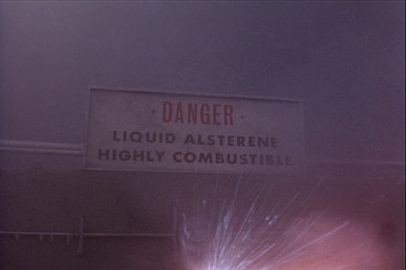 · DANGER ·
LIQUID ALSTERENE
HIGHLY COMBUSTIBLE